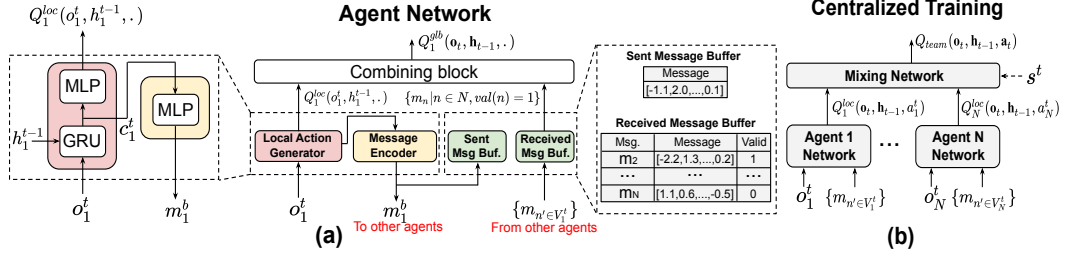 Q_1^{loc}(o_1^t, h_1^{t-1}, .)
MLP
GRU
MLP
h_1^{t-1}
c_1^t
o_1^t
m_1^b
Agent Network
Q_1^{glb}(o_t, h_{t-1}, .)
Combining block
Q_1^{loc}(o_1^t, h_1^{t-1}, .)
{m_n|n ∈ N, val(n) = 1}
Local Action
Generator
Message
Encoder
Sent
Msg Buf.
Received
Msg Buf.
o_1^t
m_1^b
{m_{n'∈V_1^t}}
To other agents
From other agents
(a)
Sent Message Buffer
Message
[-1.1,2.0,...,0.1]
Received Message Buffer
Msg. Message Valid
m_2 [-2.2,1.3,...,0.2] 1
... ... ...
m_N [1.1,0.6,...,-0.5] 0
Centralized Training
Q_{team}(o_t, h_{t-1}, a_t)
Mixing Network
s^t
Q_1^{loc}(o_t, h_{t-1}, a_1^t)
Q_N^{loc}(o_t, h_{t-1}, a_N^t)
Agent 1
Network
...
Agent N
Network
o_1^t {m_{n'∈V_1^t}}
o_N^t {m_{n'∈V_N^t}}
(b)